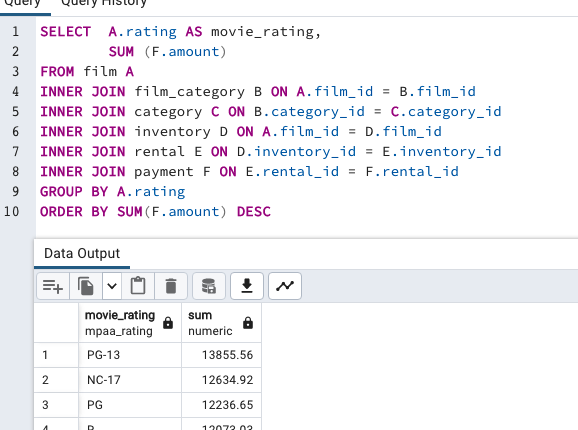 Query Query History
1 SELECT A.rating AS movie_rating,
2 SUM (F.amount)
3 FROM film A
4 INNER JOIN film_category B ON A.film_id = B.film_id
5 INNER JOIN category C ON B.category_id = C.category_id
6 INNER JOIN inventory D ON A.film_id = D.film_id
7 INNER JOIN rental E ON D.inventory_id = E.inventory_id
8 INNER JOIN payment F ON E.rental_id = F.rental_id
9 GROUP BY A.rating
10 ORDER BY SUM(F.amount) DESC
Data Output
movie_rating sum
mpaa_rating numeric
1 PG-13 13855.56
2 NC-17 12634.92
3 PG 12236.65
4 R 12073.03